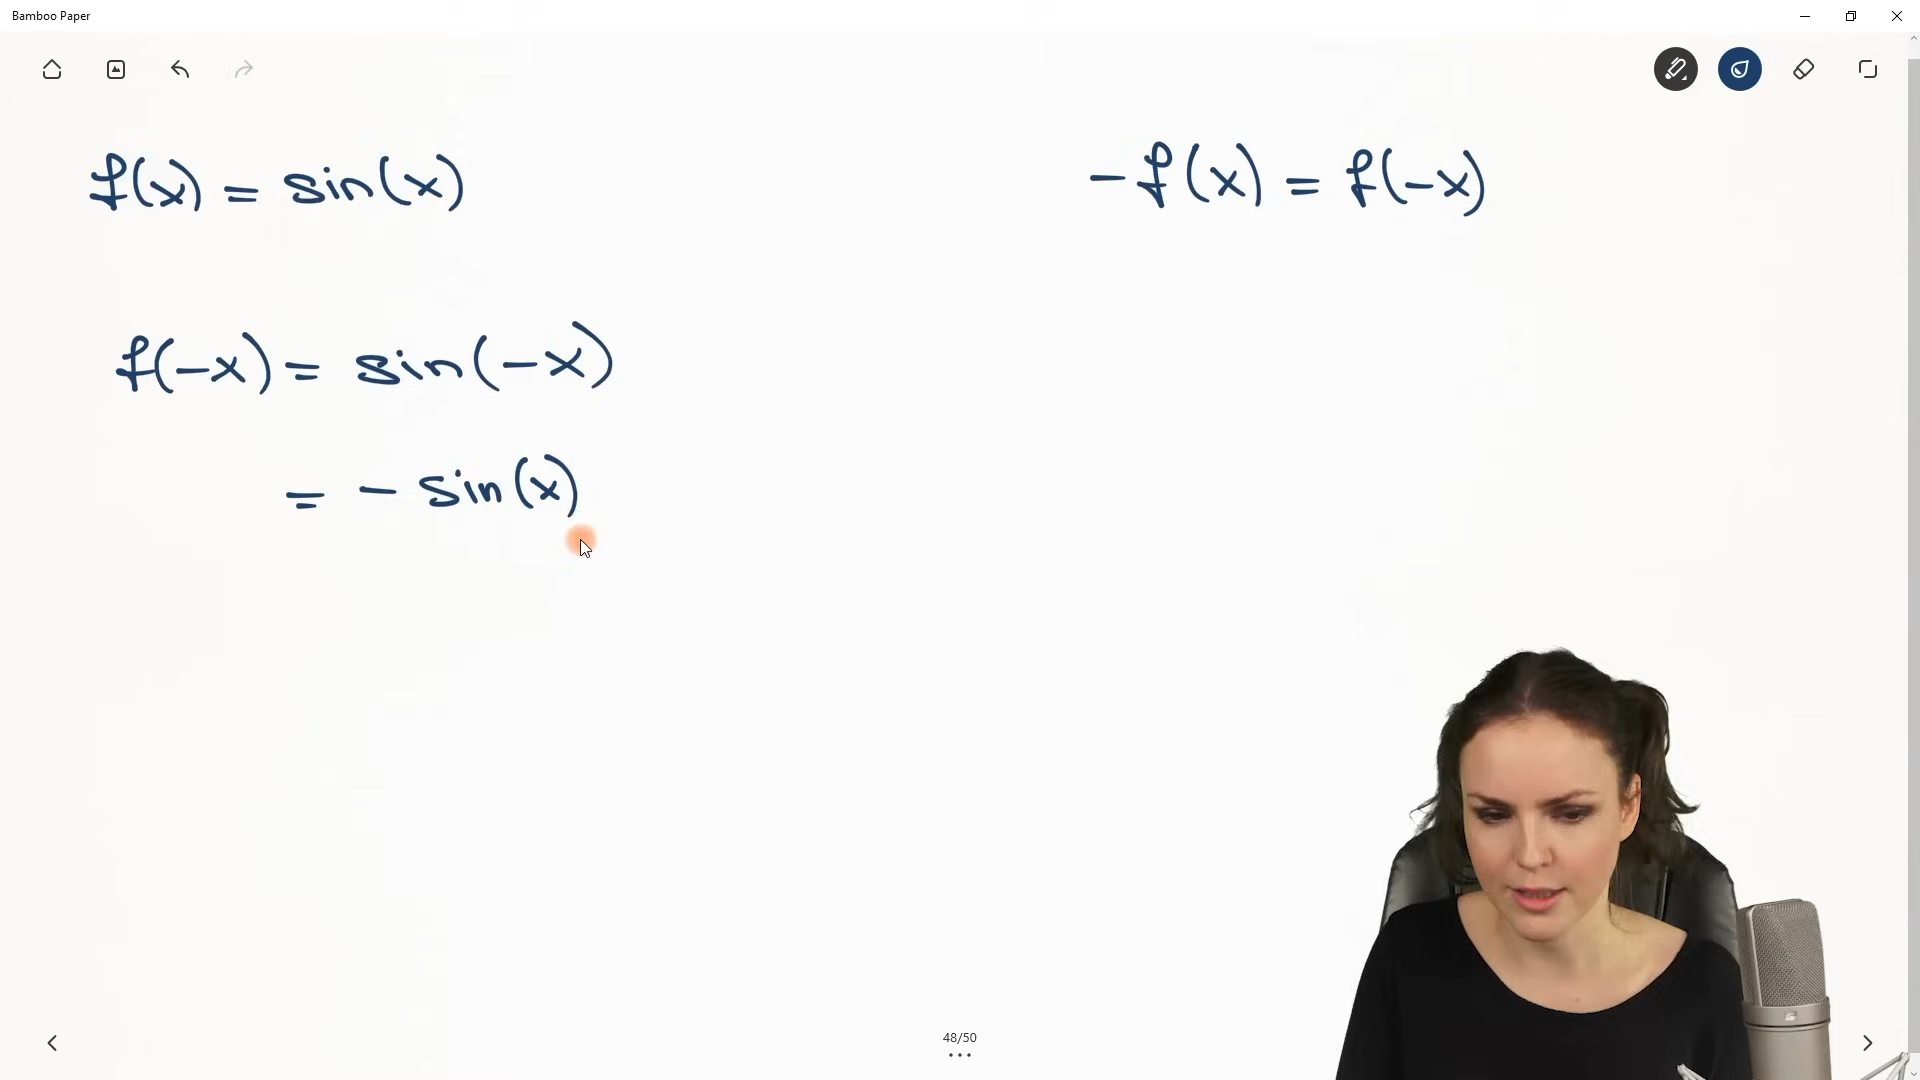 Bamboo Paper
f(x) = sin(x)
-f(x) = f(-x)
f(-x) = sin(-x)
= - sin(x)
48/50